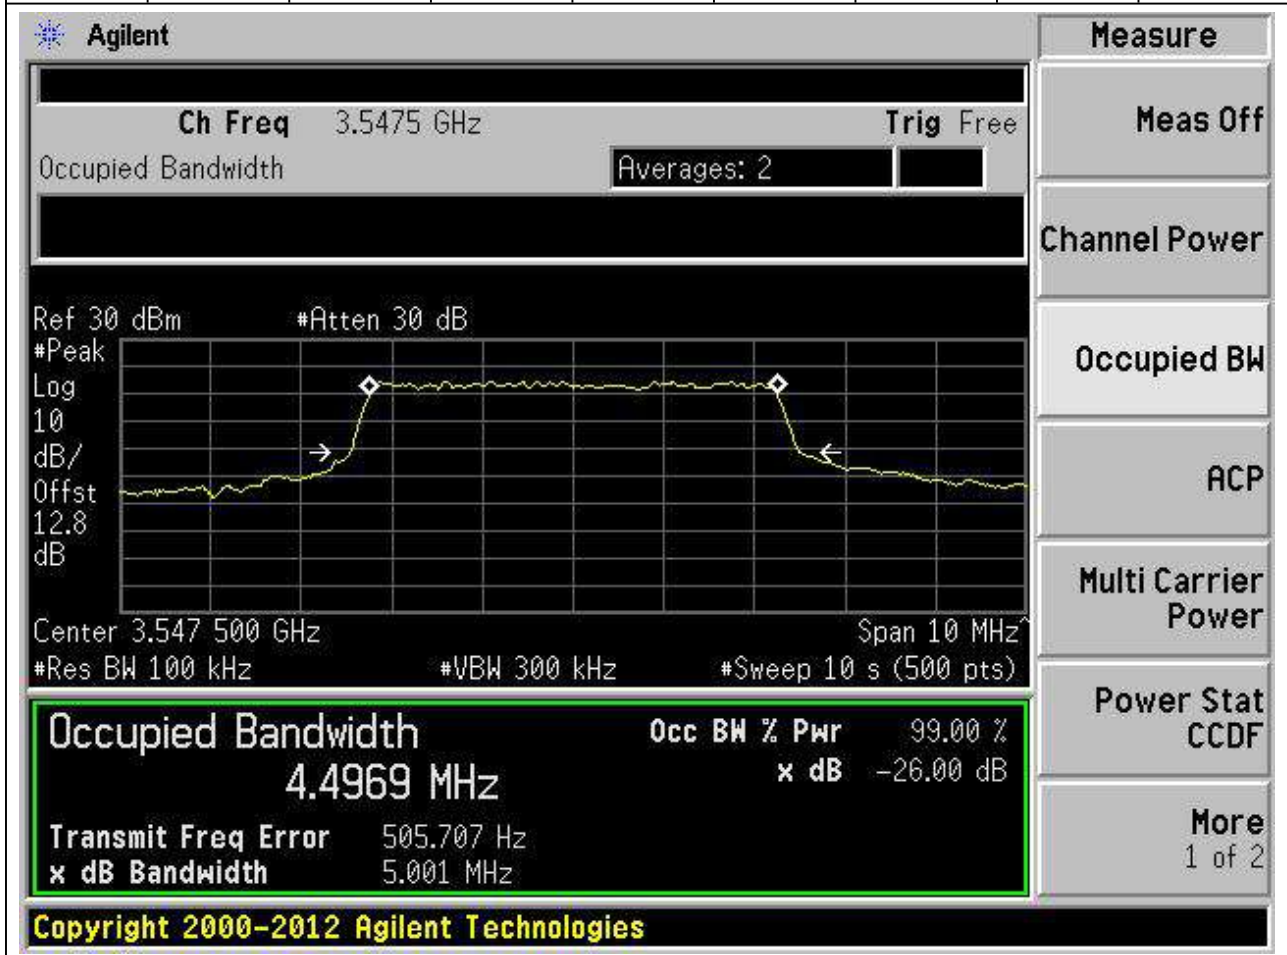 Agilent
Measure
Ch Freq 3.5475 GHz
Trig Free
Occupied Bandwidth
Averages: 2
Meas Off
Channel Power
Occupied BW
ACP
Multi Carrier
Power
Power Stat
CCDF
More
1 of 2
Ref 30 dBm
#Atten 30 dB
#Peak
Log
10
dB/
Offst
12.8
dB
Center 3.547 500 GHz
Span 10 MHz^
#Res BW 100 kHz
#VBW 300 kHz
#Sweep 10 s (500 pts)
Occupied Bandwidth
4.4969 MHz
Occ BW % Pwr 99.00 %
x dB -26.00 dB
Transmit Freq Error 505.707 Hz
x dB Bandwidth 5.001 MHz
Copyright 2000-2012 Agilent Technologies